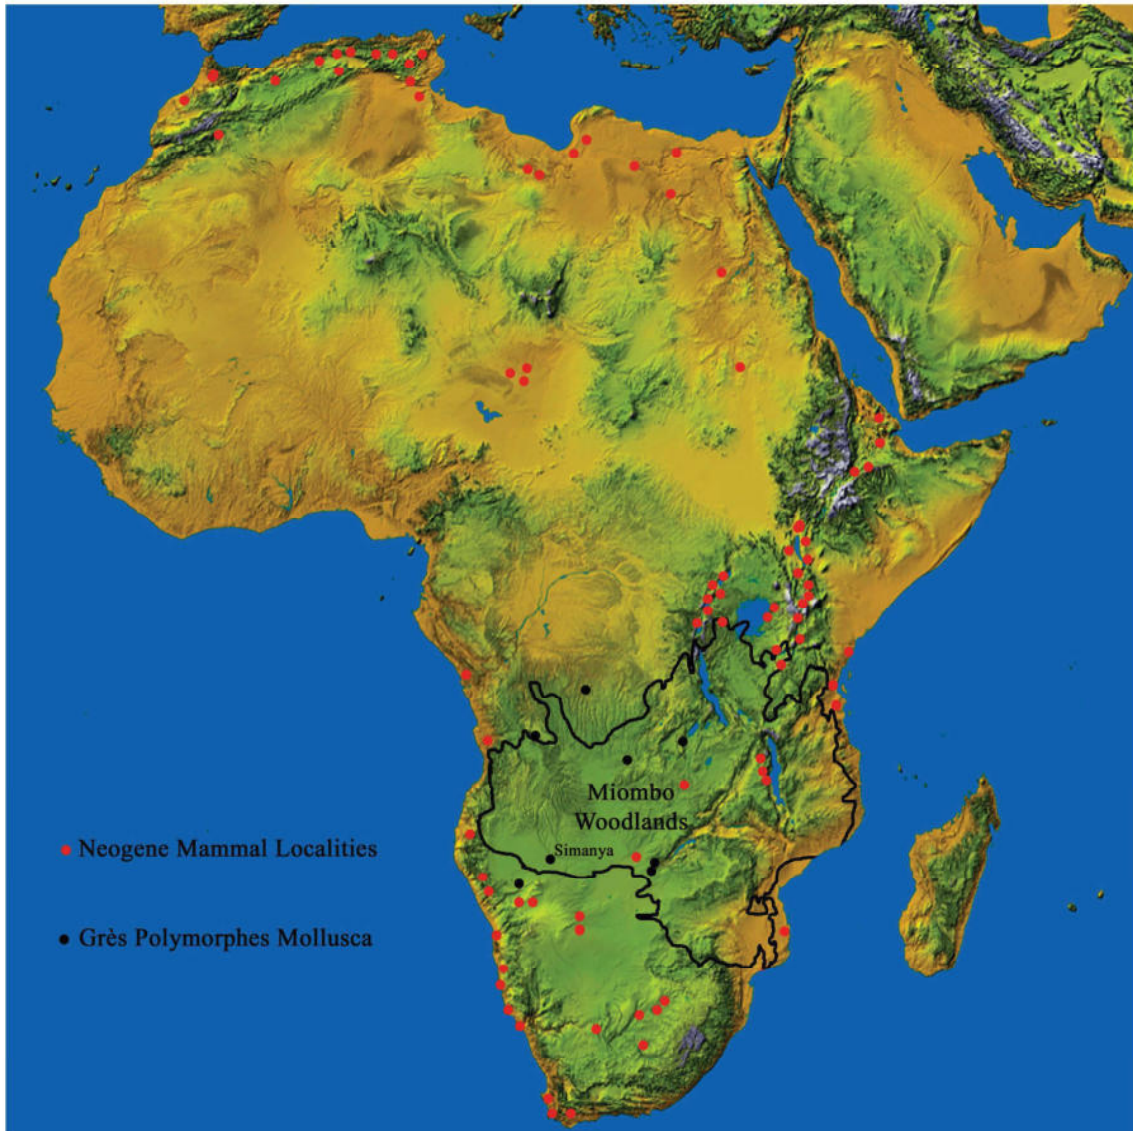 Miombo
Woodlands
Simanya
Neogene Mammal Localities
Grès Polymorphes Mollusca